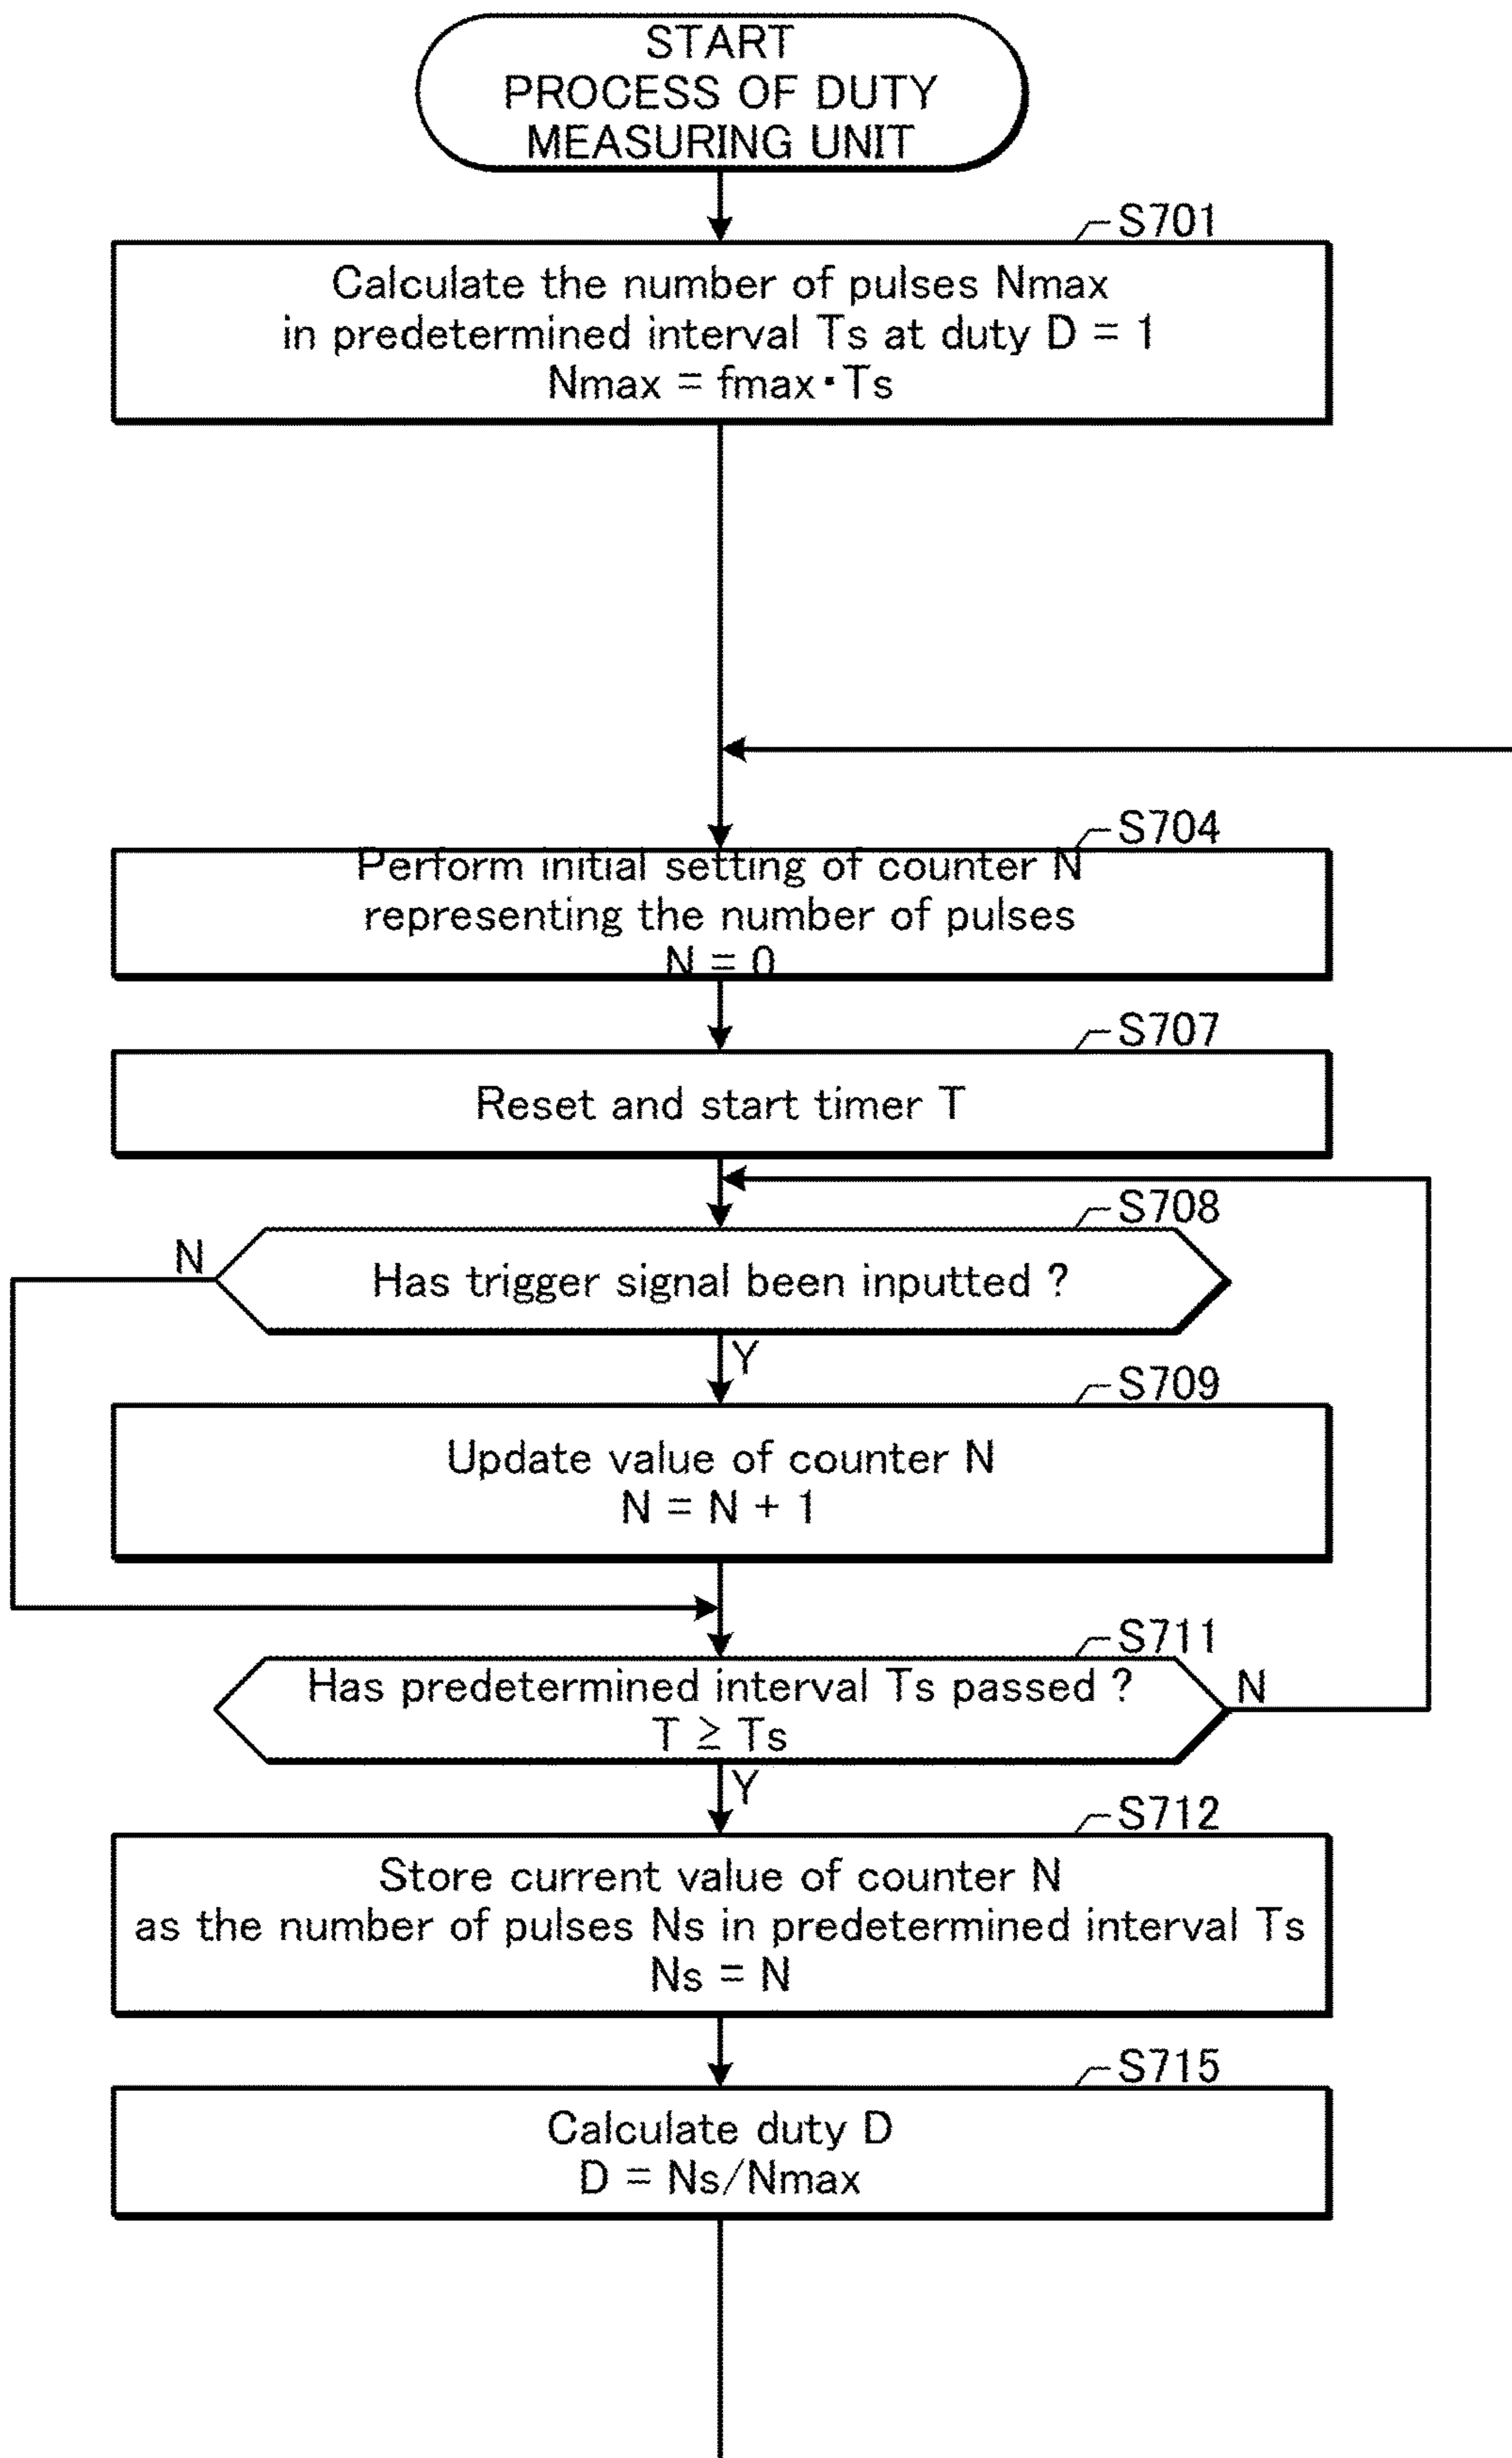 START
PROCESS OF DUTY
MEASURING UNIT
S701
Calculate the number of pulses Nmax
in predetermined interval Ts at duty D = 1
Nmax = fmax・Ts
S704
Perform initial setting of counter N
representing the number of pulses
N = 0
S707
Reset and start timer T
S708
N
Has trigger signal been inputted ?
Y
S709
Update value of counter N
N = N + 1
S711
Has predetermined interval Ts passed ?
N
T ≥ Ts
Y
S712
Store current value of counter N
as the number of pulses Ns in predetermined interval Ts
Ns = N
S715
Calculate duty D
D = Ns/Nmax